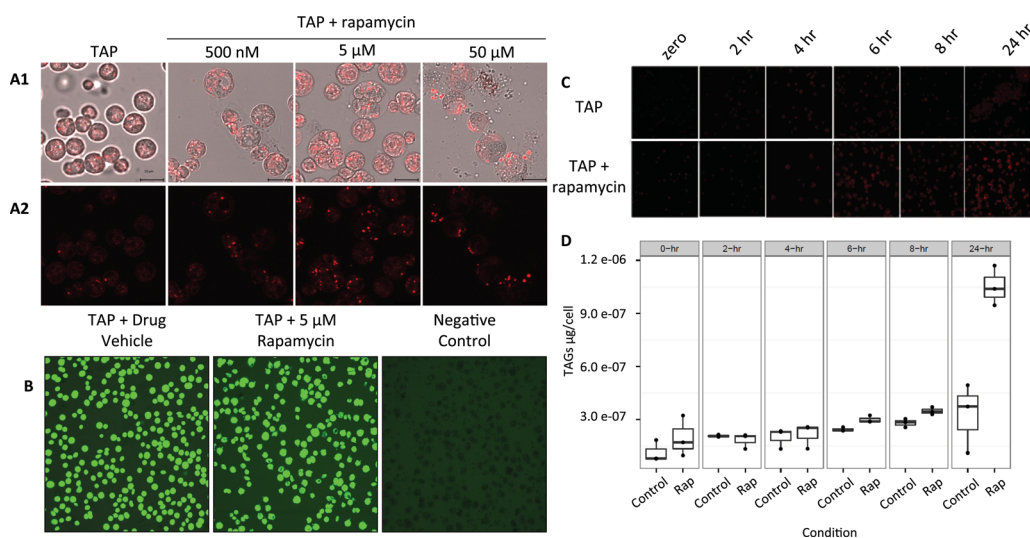 TAP + rapamycin
TAP
500 nM
5 µM
50 µM
A1
A2
TAP + Drug
Vehicle
TAP + 5 µM
Rapamycin
Negative
Control
B
zero
2 hr
4 hr
6 hr
8 hr
24 hr
C
TAP
TAP +
rapamycin
D
0-hr
2-hr
4-hr
6-hr
8-hr
24-hr
1.2 e-06
9.0 e-07
6.0 e-07
3.0 e-07
TAGs µg/cell
Control
Rap
Control
Rap
Control
Rap
Control
Rap
Control
Rap
Control
Rap
Condition